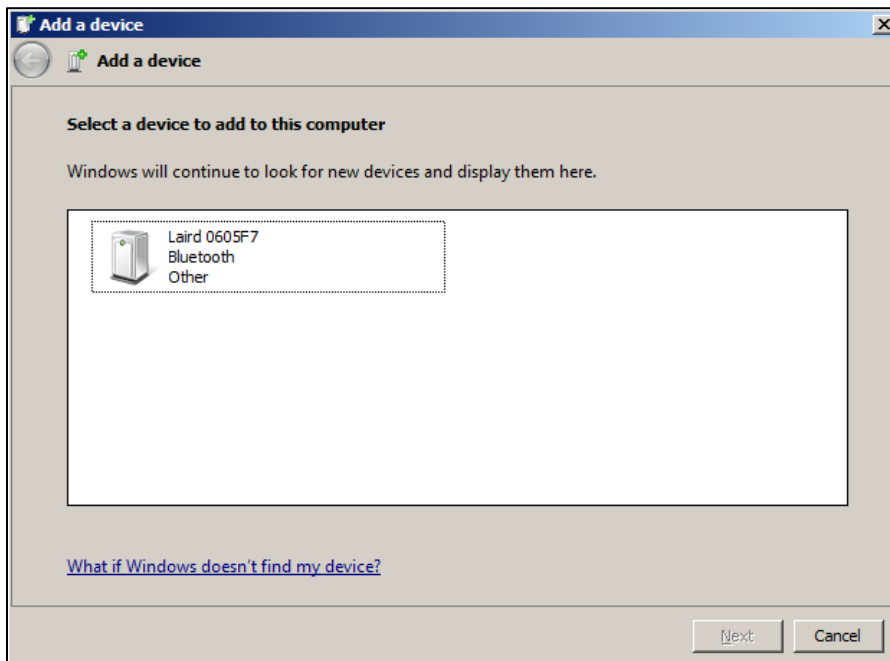 Add a device
Add a device
Select a device to add to this computer
Windows will continue to look for new devices and display them here.
Laird 0605F7
Bluetooth
Other
What if Windows doesn't find my device?
Next
Cancel